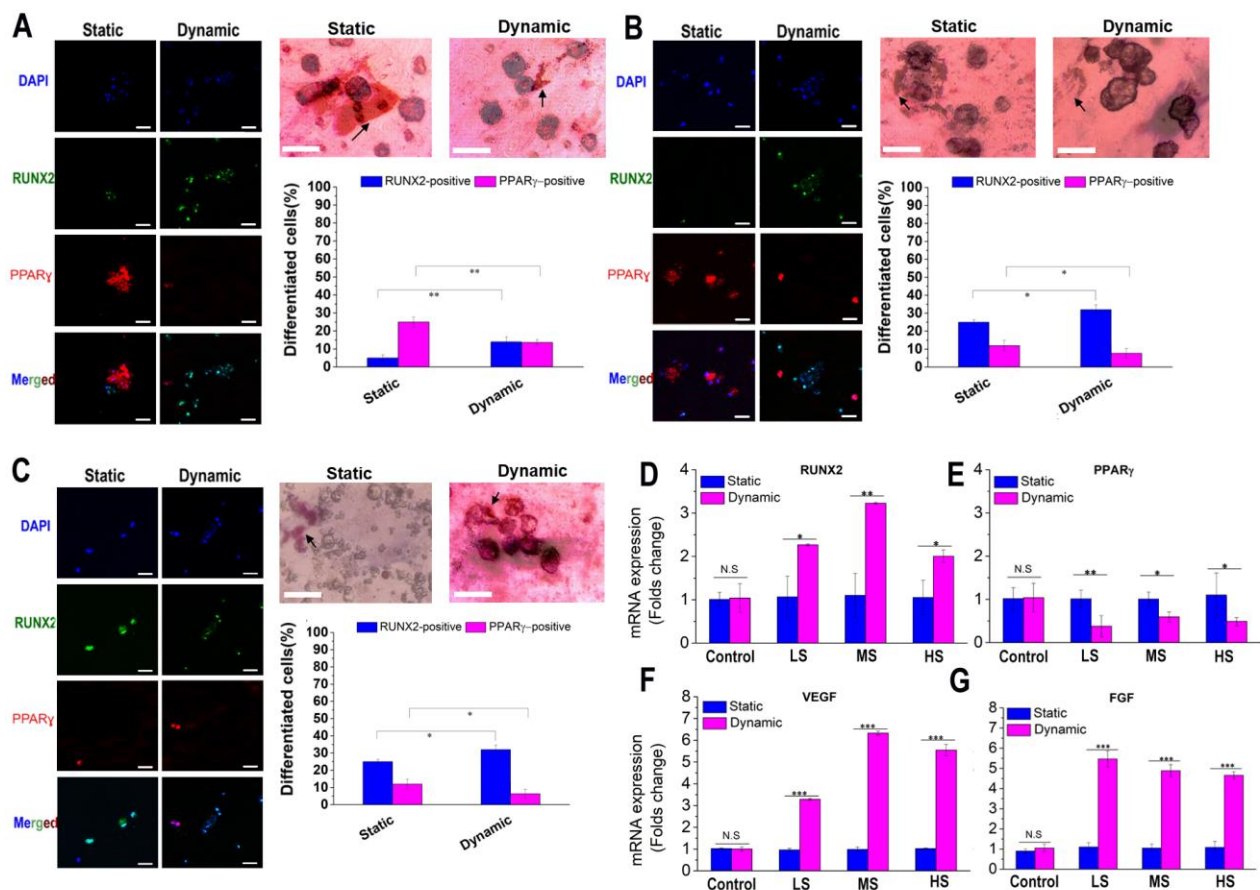 A
Static
Dynamic
DAPI
RUNX2
PPARγ
Merged
Static
Dynamic
RUNX2-positive
PPARγ-positive
Differentiated cells(%)
100
90
80
70
60
50
40
30
20
10
0
**
**
Static
Dynamic
B
Static
Dynamic
DAPI
RUNX2
PPARγ
Merged
Static
Dynamic
RUNX2-positive
PPARγ-positive
Differentiated cells(%)
100
90
80
70
60
50
40
30
20
10
0
*
*
Static
Dynamic
C
Static
Dynamic
DAPI
RUNX2
PPARγ
Merged
Static
Dynamic
RUNX2-positive
PPARγ-positive
Differentiated cells(%)
100
90
80
70
60
50
40
30
20
10
0
*
*
Static
Dynamic
D
RUNX2
Static
Dynamic
mRNA expression
(Folds change)
4
3
2
1
0
N.S
*
**
*
Control
LS
MS
HS
E
PPARγ
Static
Dynamic
4
3
2
1
0
N.S
**
*
*
Control
LS
MS
HS
F
VEGF
Static
Dynamic
mRNA expression
(Folds change)
8
7
6
5
4
3
2
1
0
N.S
***
***
***
Control
LS
MS
HS
G
FGF
Static
Dynamic
8
7
6
5
4
3
2
1
0
N.S
***
***
***
Control
LS
MS
HS